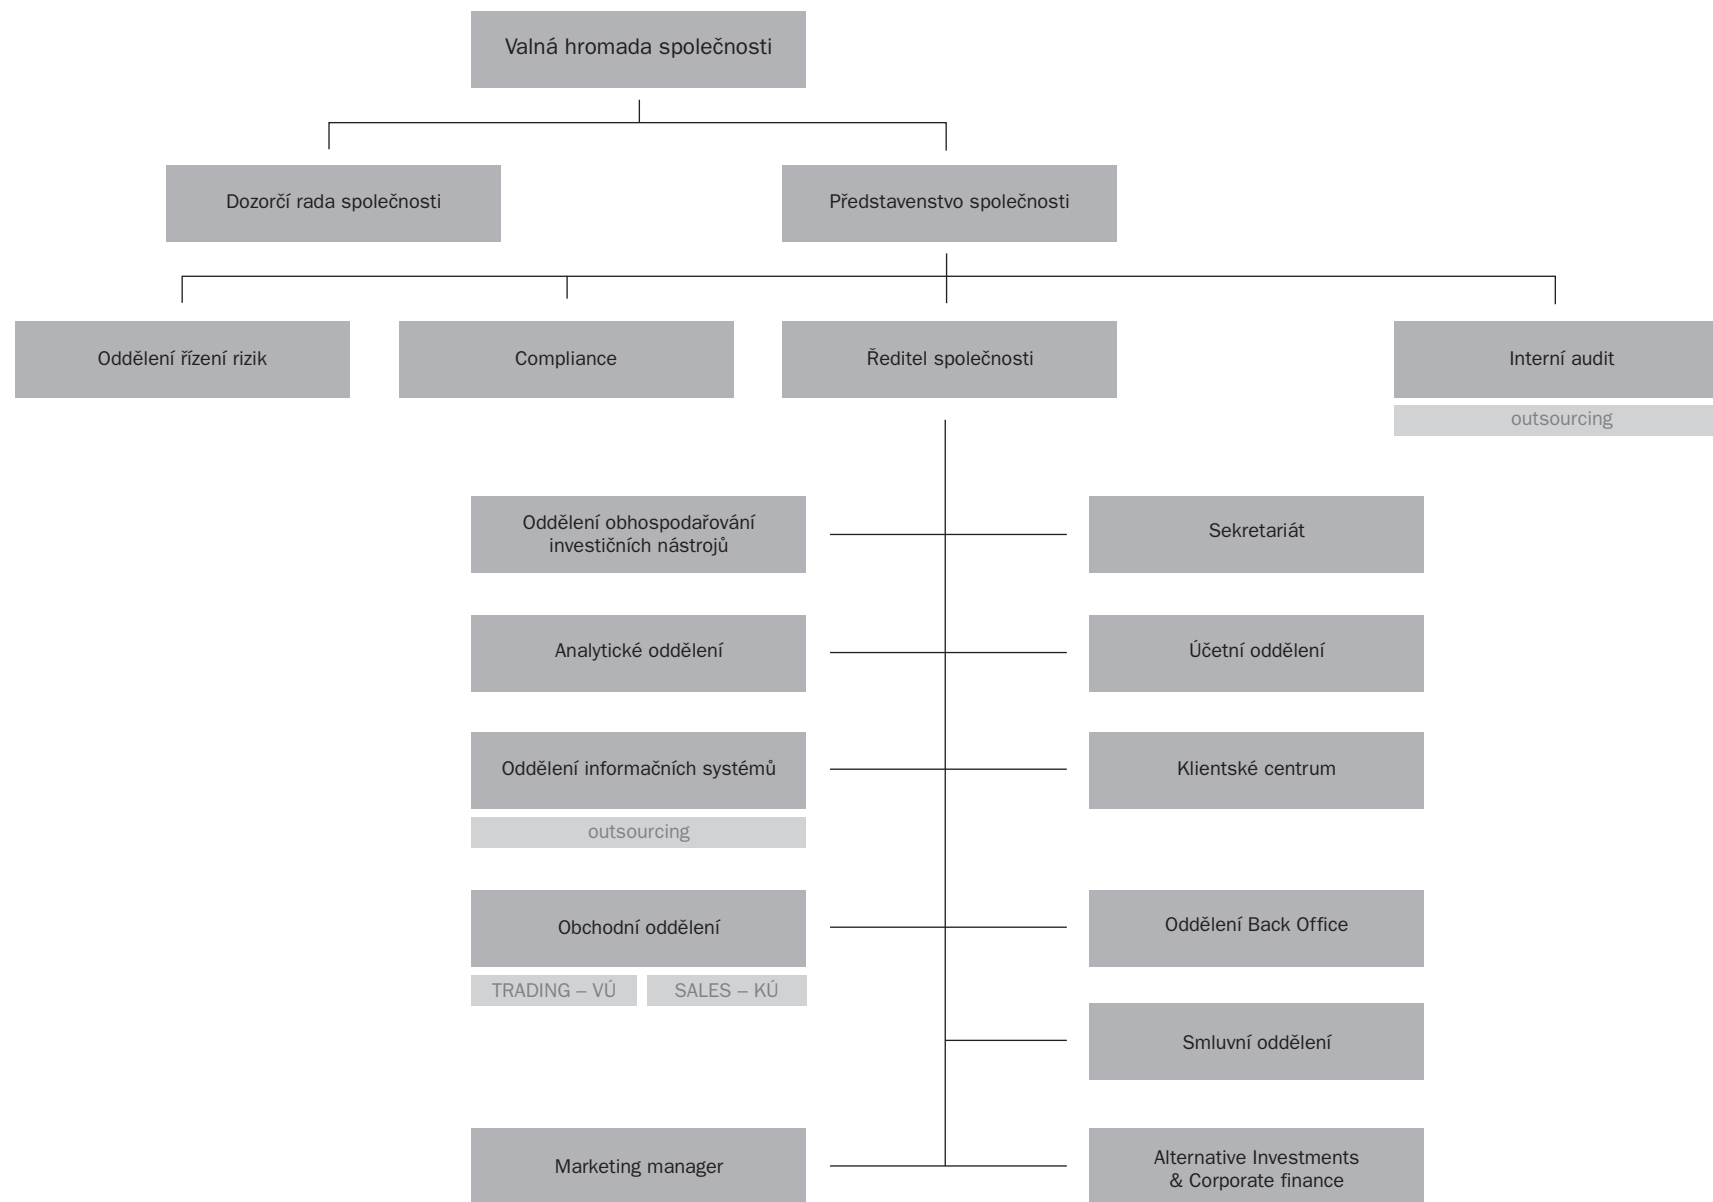 Valná hromada společnosti
Dozorčí rada společnosti
Představenstvo společnosti
Oddělení řízení rizik
Compliance
Ředitel společnosti
Interní audit
outsourcing
Oddělení obhospodařování
investičních nástrojů
Sekretariát
Analytické oddělení
Účetní oddělení
Oddělení informačních systémů
outsourcing
Klientské centrum
Obchodní oddělení
TRADING – VÚ
SALES – KÚ
Oddělení Back Office
Smluvní oddělení
Marketing manager
Alternative Investments
& Corporate finance